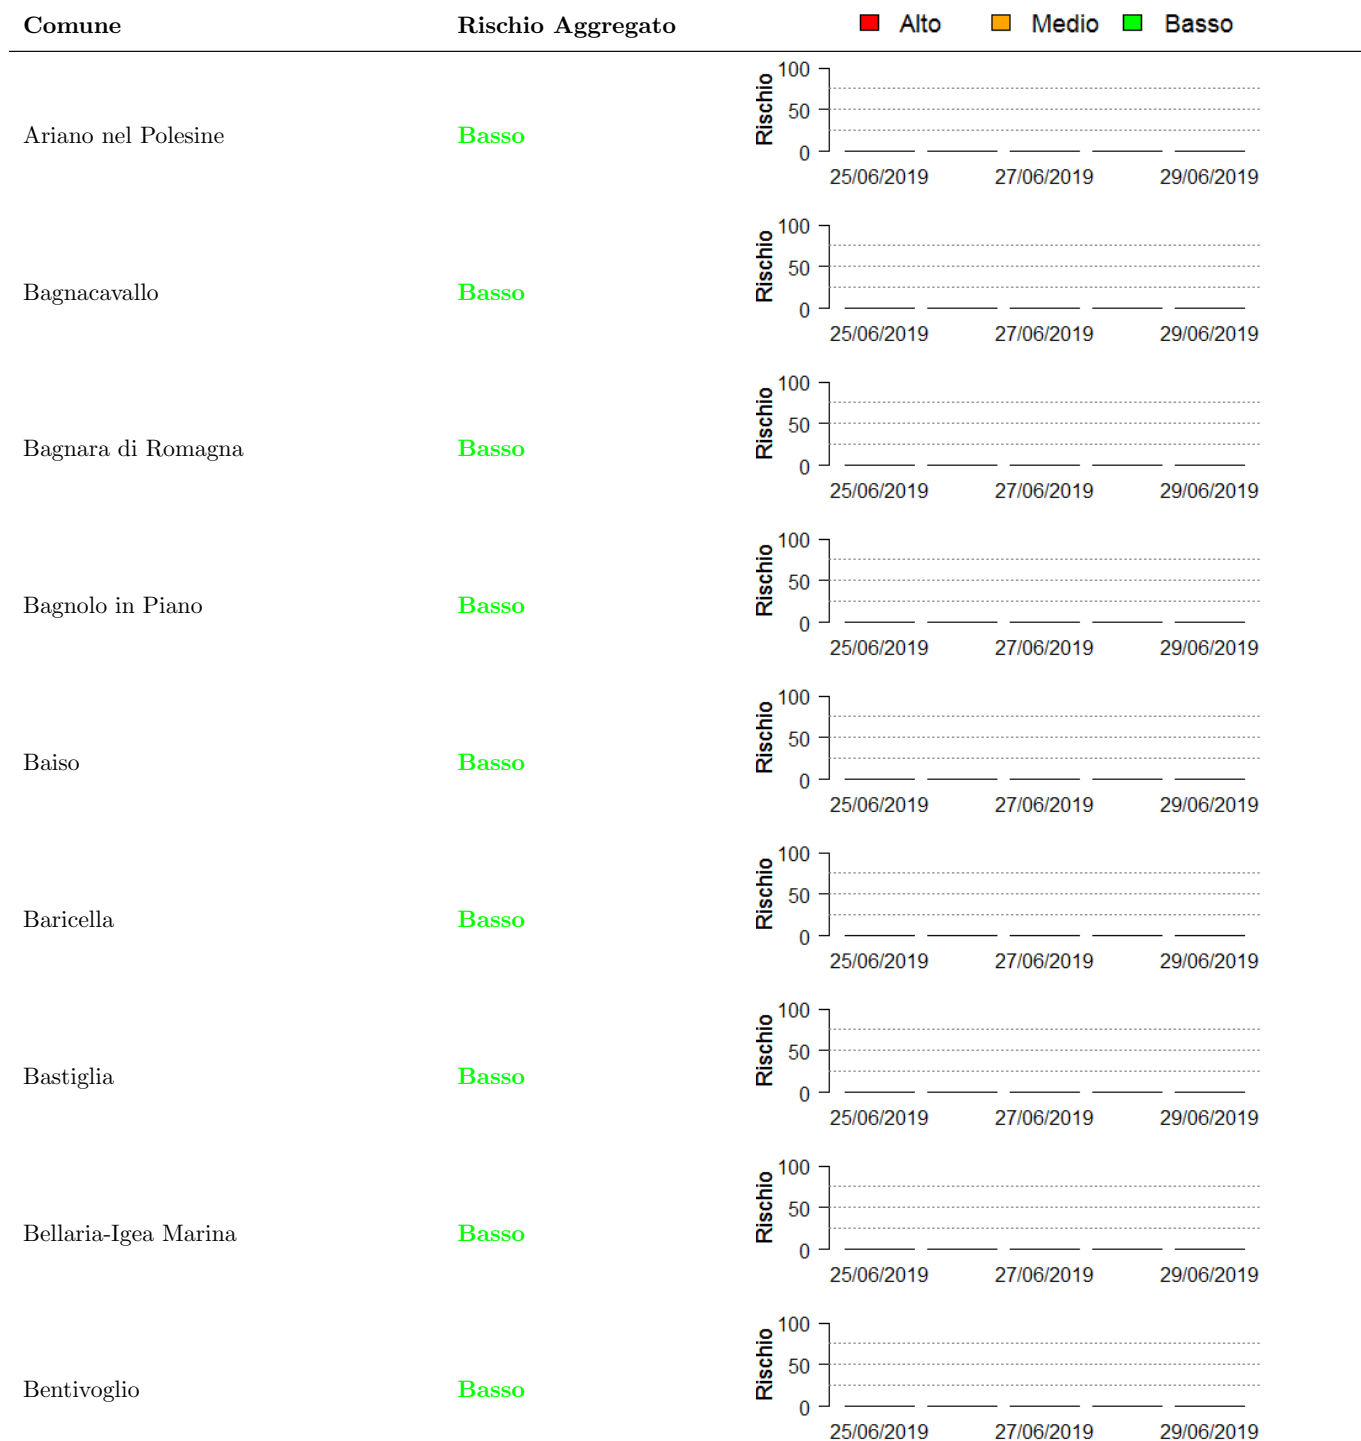 Comune Rischio Aggregato Alto Medio Basso
Ariano nel Polesine Basso Rischio 100 50 0
25/06/2019 27/06/2019 29/06/2019
Bagnacavallo Basso Rischio 100 50 0
25/06/2019 27/06/2019 29/06/2019
Bagnara di Romagna Basso Rischio 100 50 0
25/06/2019 27/06/2019 29/06/2019
Bagnolo in Piano Basso Rischio 100 50 0
25/06/2019 27/06/2019 29/06/2019
Baiso Basso Rischio 100 50 0
25/06/2019 27/06/2019 29/06/2019
Baricella Basso Rischio 100 50 0
25/06/2019 27/06/2019 29/06/2019
Bastiglia Basso Rischio 100 50 0
25/06/2019 27/06/2019 29/06/2019
Bellaria-Igea Marina Basso Rischio 100 50 0
25/06/2019 27/06/2019 29/06/2019
Bentivoglio Basso Rischio 100 50 0
25/06/2019 27/06/2019 29/06/2019